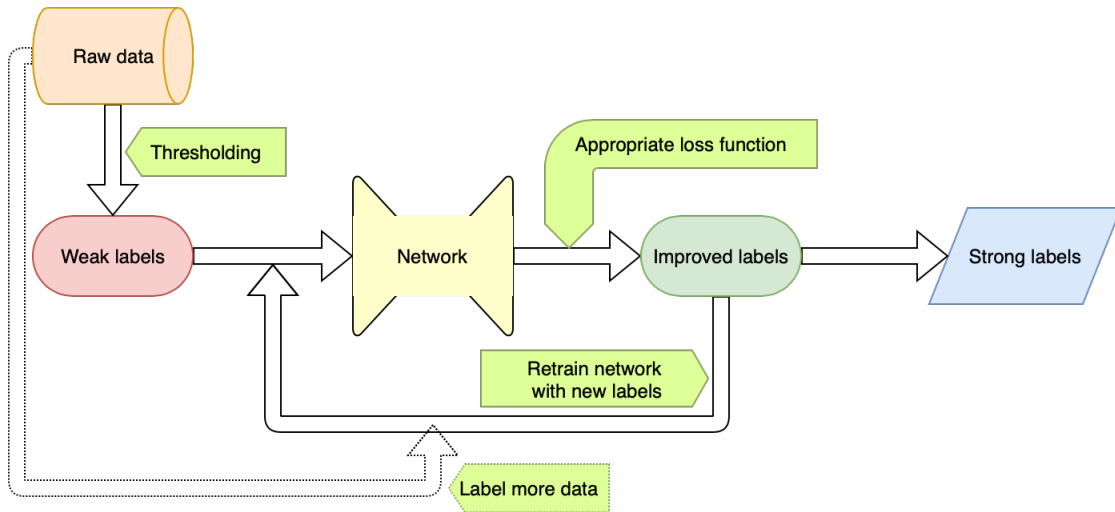 Raw data
Thresholding
Appropriate loss function
Weak labels
Network
Improved labels
Strong labels
Retrain network
with new labels
Label more data